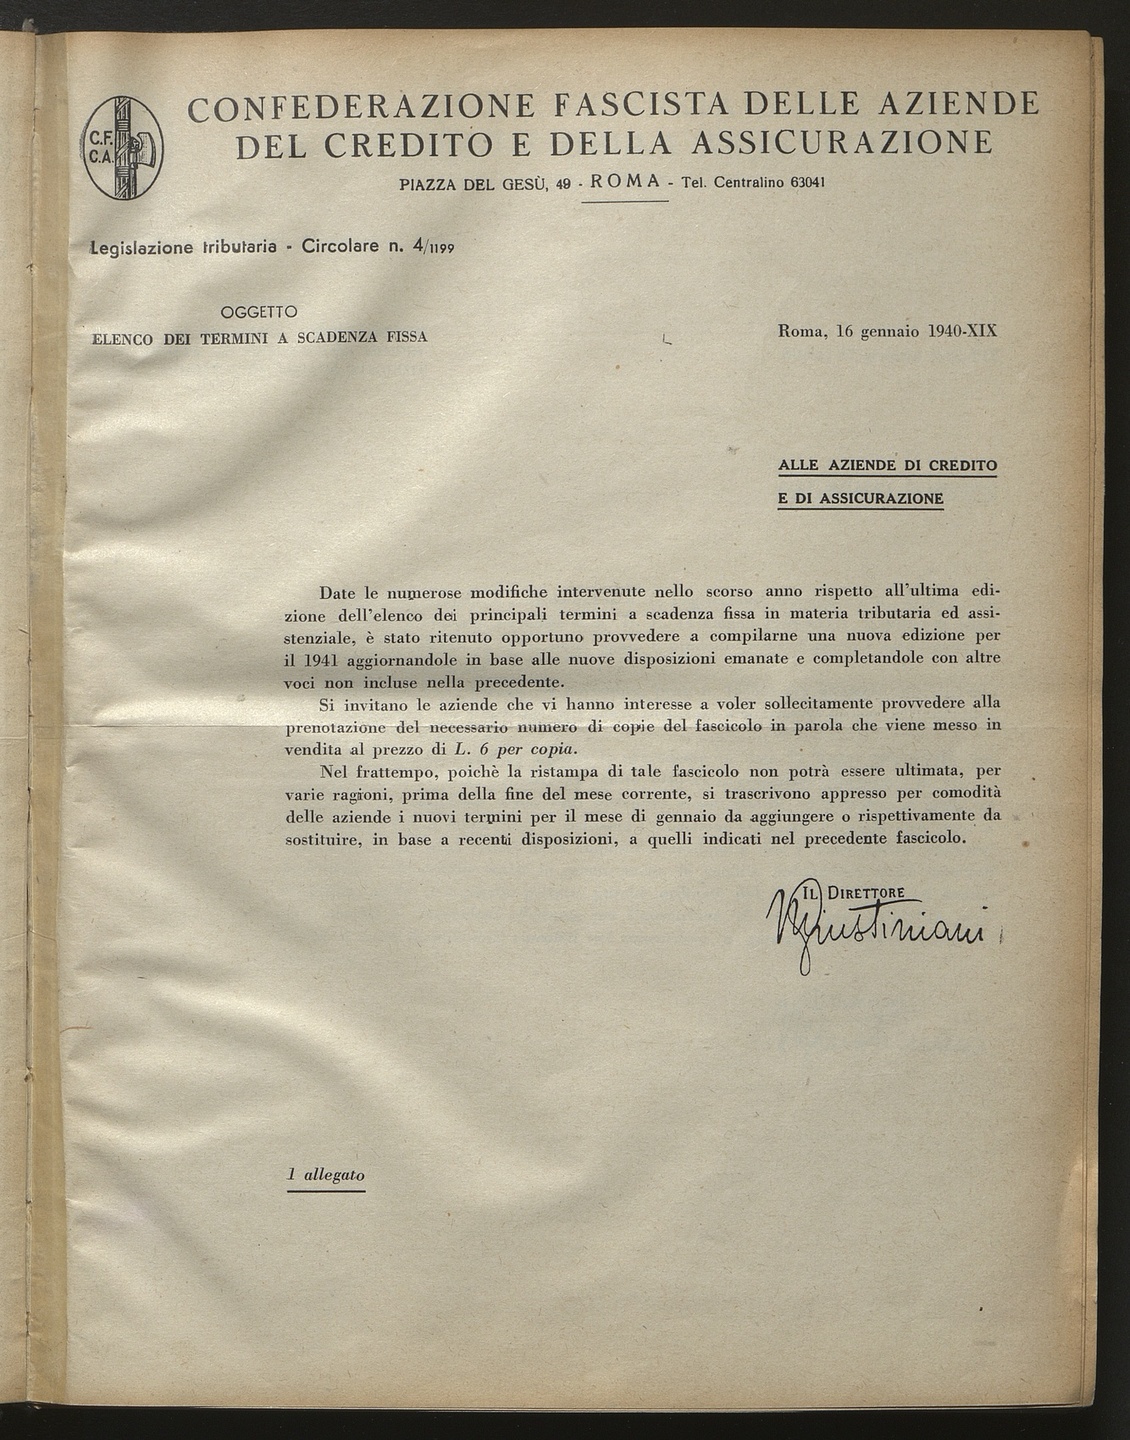 C.F.
C.A.
CONFEDERAZIONE FASCISTA DELLE AZIENDE
DEL CREDITO E DELLA ASSICURAZIONE
PIAZZA DEL GESÙ, 49 - ROMA - Tel. Centralino 63041
Legislazione tributaria - Circolare n. 4/1199
OGGETTO
ELENCO DEI TERMINI A SCADENZA FISSA
Roma, 16 gennaio 1940-XIX
ALLE AZIENDE DI CREDITO
E DI ASSICURAZIONE
Date le numerose modifiche intervenute nello scorso anno rispetto all'ultima edi-
zione dell'elenco dei principali termini a scadenza fissa in materia tributaria ed assi-
stenziale, è stato ritenuto opportuno provvedere a compilarne una nuova edizione per
il 1941 aggiornandole in base alle nuove disposizioni emanate e completandole con altre
voci non incluse nella precedente.
Si invitano le aziende che vi hanno interesse a voler sollecitamente provvedere alla
prenotazione del necessario numero di copie del fascicolo in parola che viene messo in
vendita al prezzo di L. 6 per copia.
Nel frattempo, poichè la ristampa di tale fascicolo non potrà essere ultimata, per
varie ragioni, prima della fine del mese corrente, si trascrivono appresso per comodità
delle aziende i nuovi termini per il mese di gennaio da aggiungere o rispettivamente da
sostituire, in base a recenti disposizioni, a quelli indicati nel precedente fascicolo.
IL DIRETTORE
Giustiniani
1 allegato